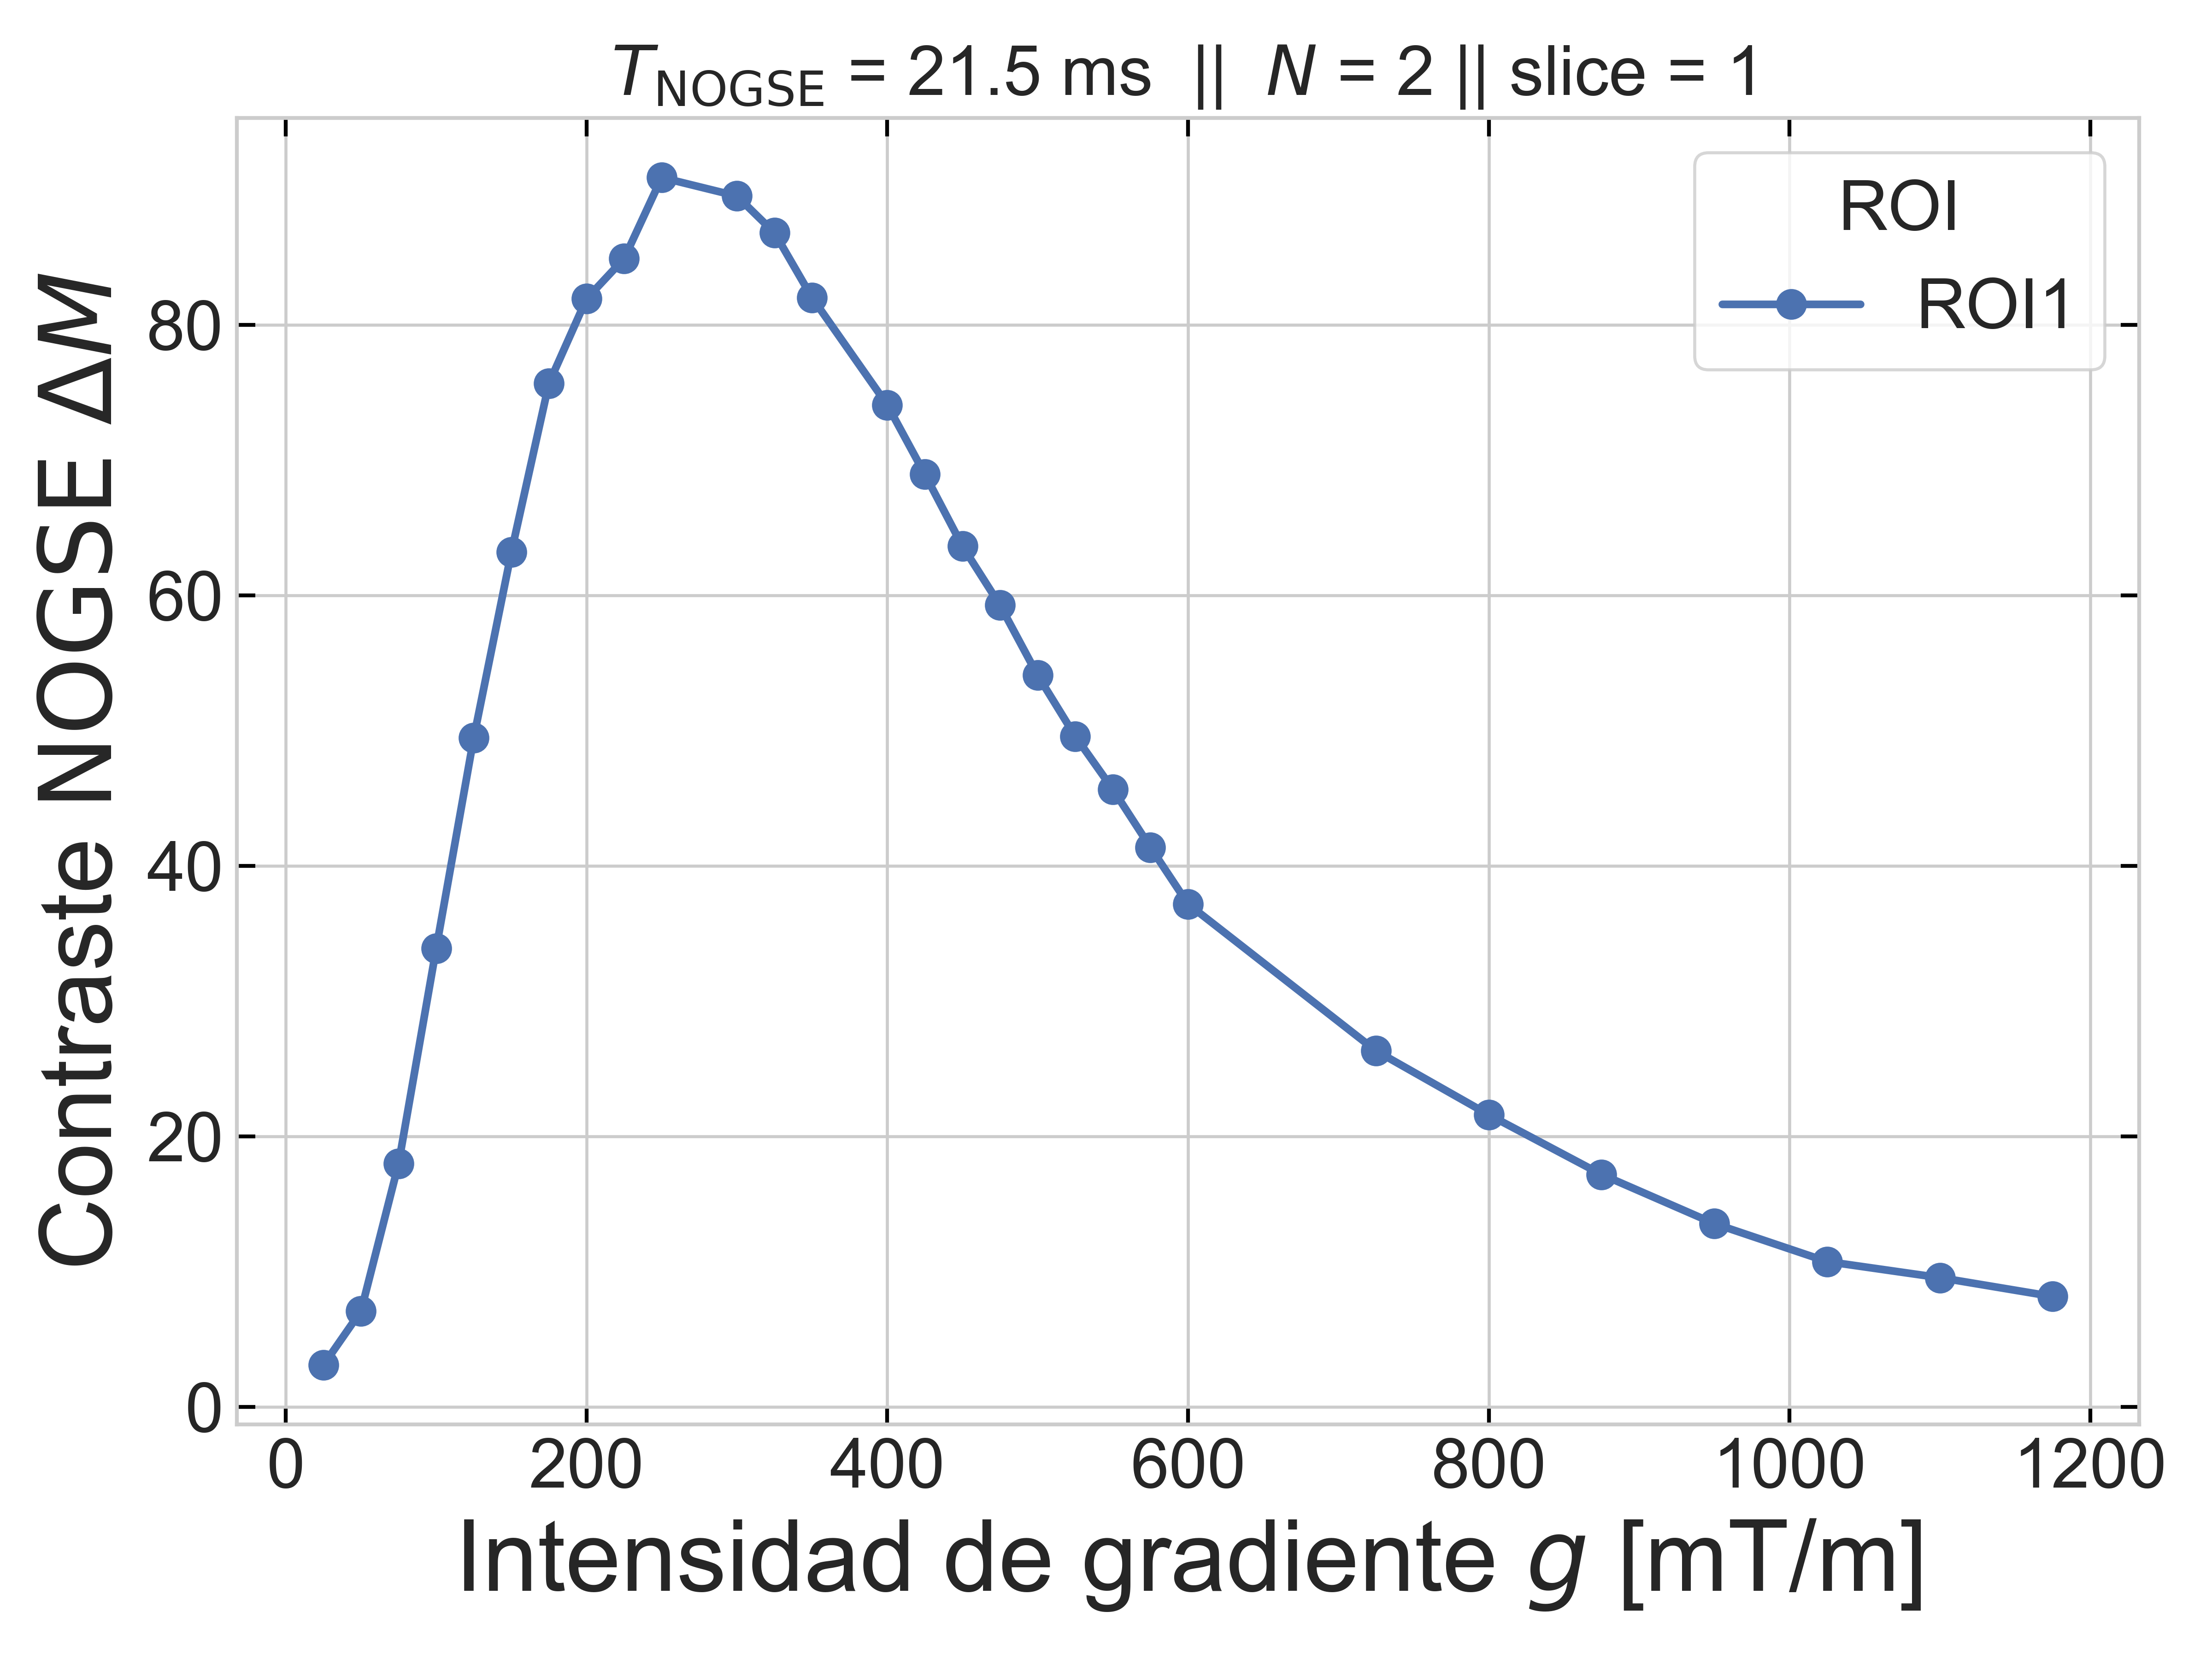 T_NOGSE = 21.5 ms || N = 2 || slice = 1
ROI
ROI1
Contraste NOGSE ΔM
80
60
40
20
0
0 200 400 600 800 1000 1200
Intensidad de gradiente g [mT/m]